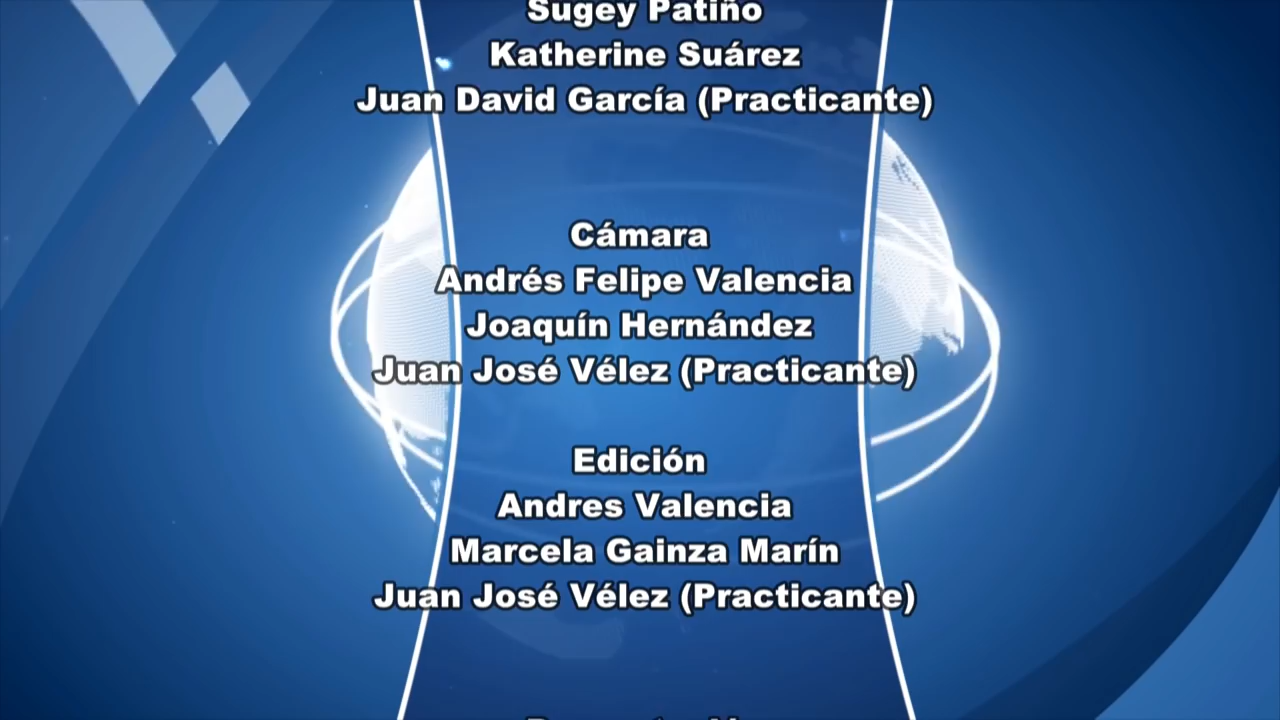 Sugey Patiño
Katherine Suárez
Juan David García (Practicante)
Cámara
Andrés Felipe Valencia
Joaquín Hernández
Juan José Vélez (Practicante)
Edición
Andres Valencia
Marcela Gainza Marín
Juan José Vélez (Practicante)